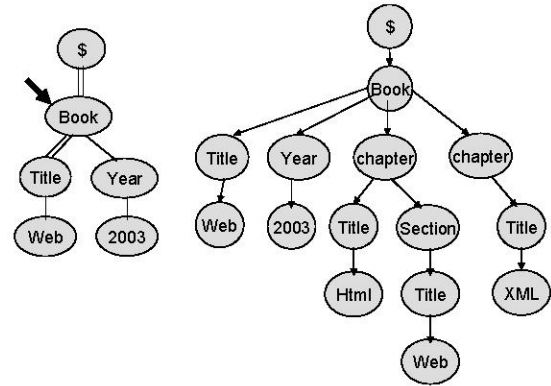 $
Book
Title Year
Web 2003
$
Book
Title Year chapter chapter
Web 2003 Title Section Title
Html Title XML
Web